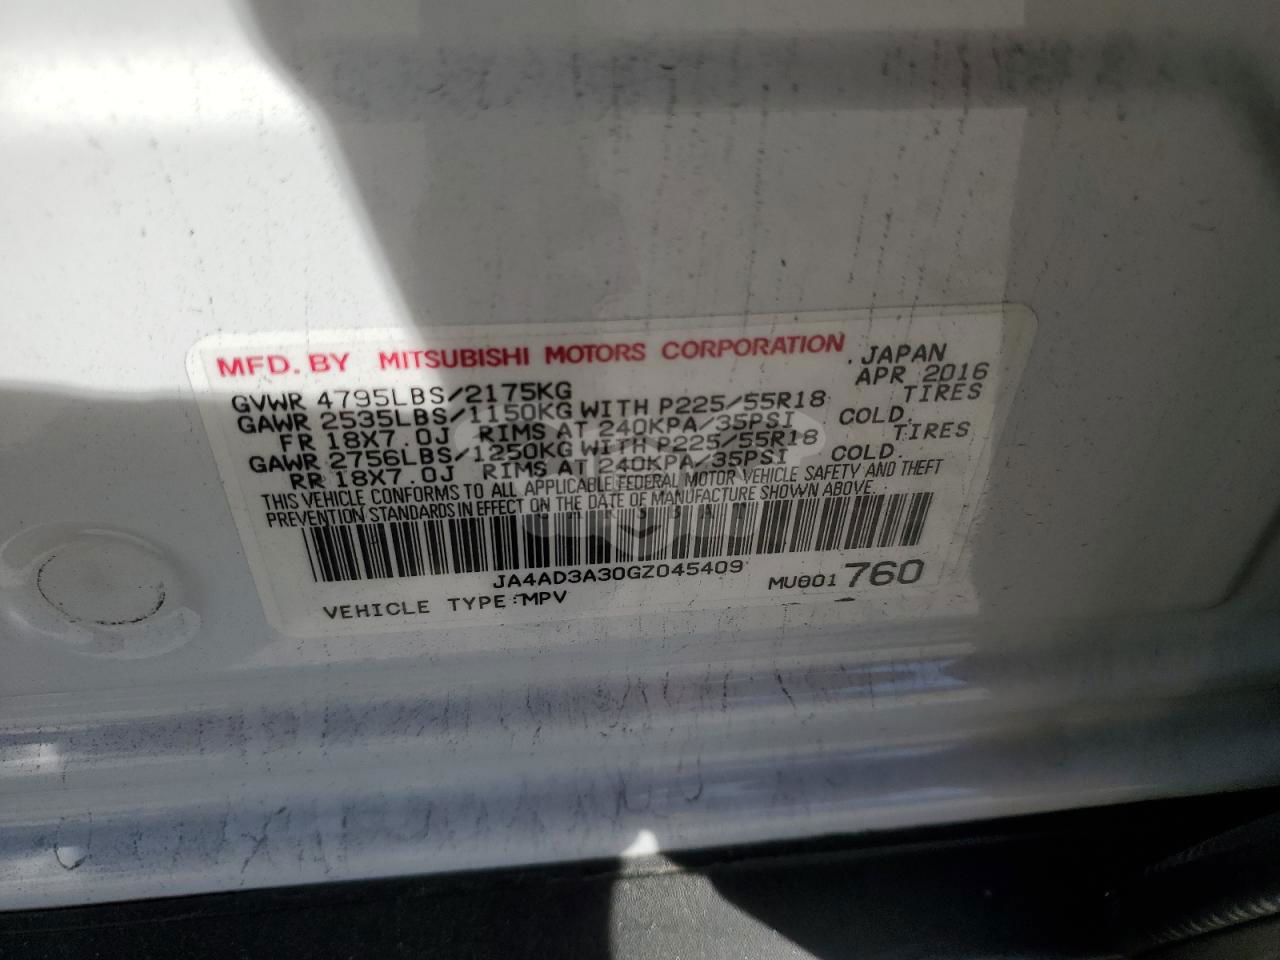 MFD. BY MITSUBISHI MOTORS CORPORATION . JAPAN
APR 2016
GVWR 4795LBS/2175KG
GAWR 2535LBS/1150KG WITH P225/55R18 TIRES
FR 18X7.0J RIMS AT 240KPA/35PSI COLD.
GAWR 2756LBS/1250KG WITH P225/55R18 TIRES
RR 18X7.0J RIMS AT 240KPA/35PSI COLD.
THIS VEHICLE CONFORMS TO ALL APPLICABLE FEDERAL MOTOR VEHICLE SAFETY AND THEFT
PREVENTION STANDARDS IN EFFECT ON THE DATE OF MANUFACTURE SHOWN ABOVE.
JA4AD3A30GZ045409
MU801760
VEHICLE TYPE:MPV